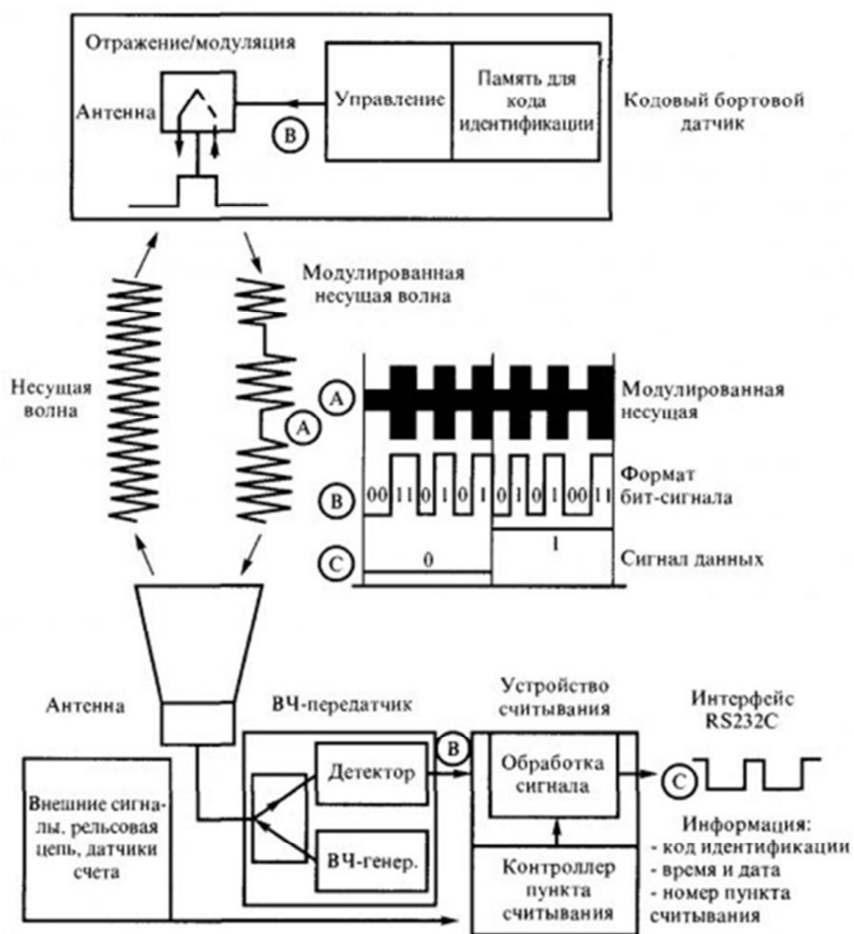 Отражение/модуляция
Антенна
B
Управление
Память для
кода
идентификации
Кодовый бортовой
датчик
Модулированная
несущая волна
Несущая
волна
A
A
Модулированная
несущая
B
00 11 0 1 0 1 0 1 0 1 00 11
Формат
бит-сигнала
C
0
1
Сигнал данных
Антенна
ВЧ-передатчик
Устройство
считывания
Интерфейс
RS232C
Внешние сигна-
лы, рельсовая
цепь, датчики
счета
Детектор
ВЧ-генер.
B
Обработка
сигнала
Контроллер
пункта
считывания
C
Информация:
- код идентификации
- время и дата
- номер пункта
считывания